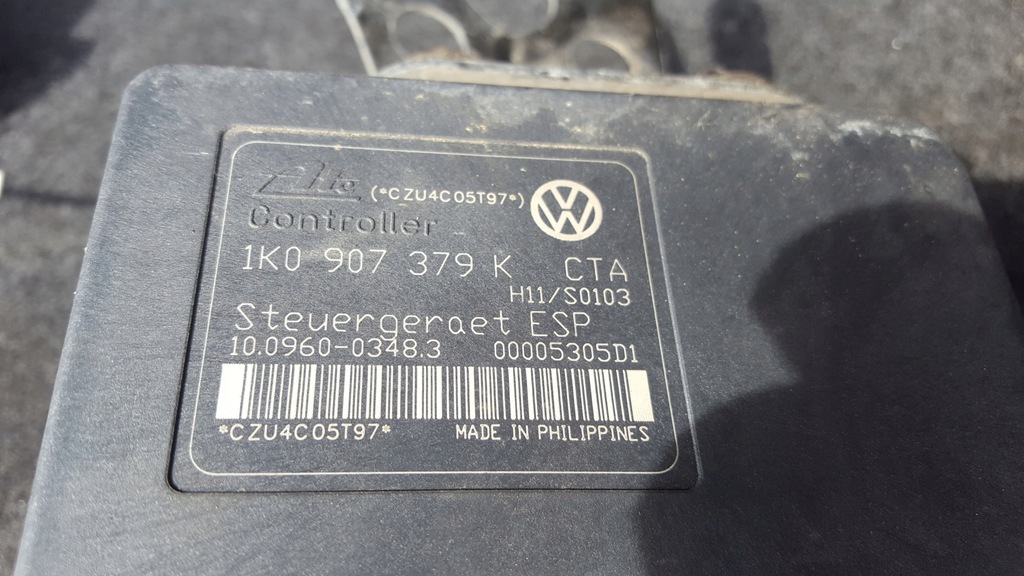 Ate (*CZU4C05T97*)
Controller
1K0 907 379 K CTA
H11/S0103
Steuergeraet ESP
10.0960-0348.3 00005305D1
*CZU4C05T97* MADE IN PHILIPPINES